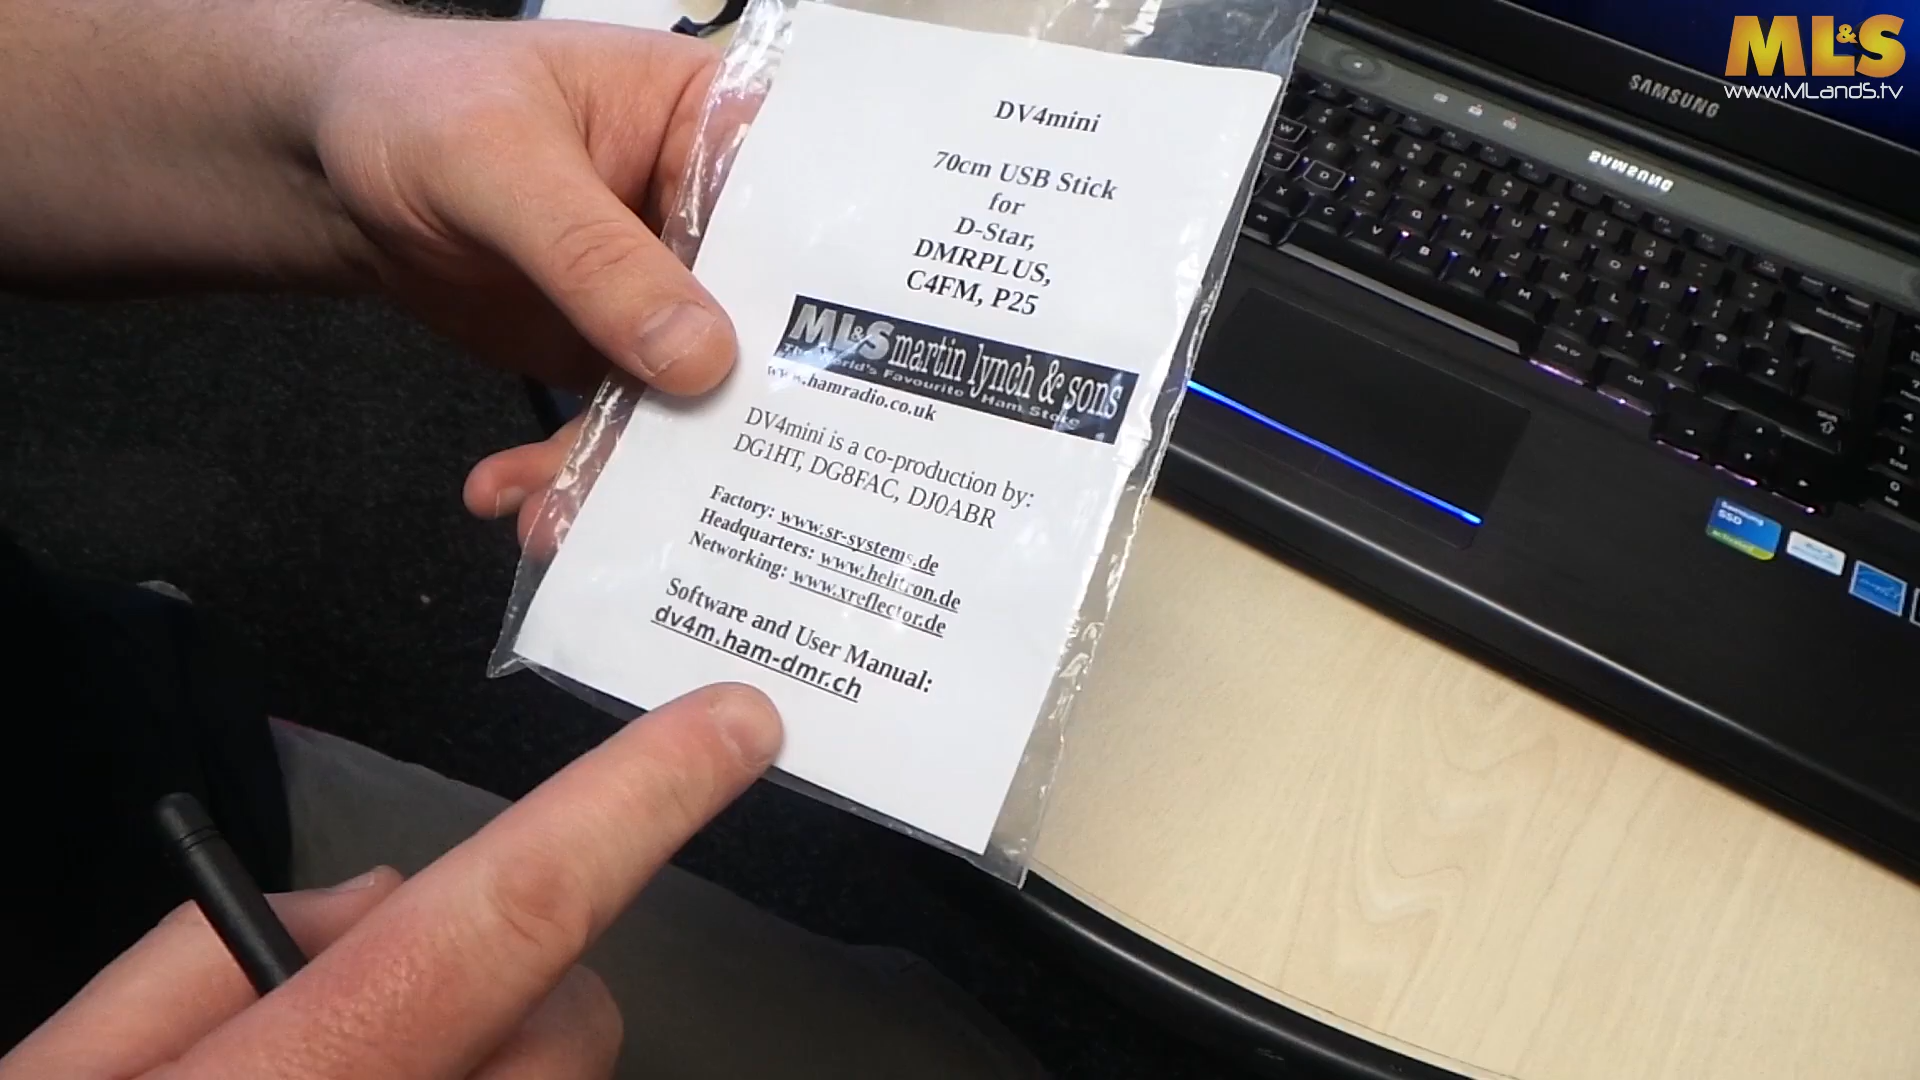 ML&S
www.MLandS.tv
DV4mini
70cm USB Stick
for
D-Star,
DMRPLUS,
C4FM, P25
ML&S martin lynch & sons
The World's Favourite Ham Store
www.hamradio.co.uk
DV4mini is a co-production by:
DG1HT, DG8FAC, DJ0ABR
Factory: www.sr-systems.de
Headquarters: www.helitron.de
Networking: www.xreflector.de
Software and User Manual:
dv4m.ham-dmr.ch
SAMSUNG
SAMSUNG
Samsung
SSD
activated